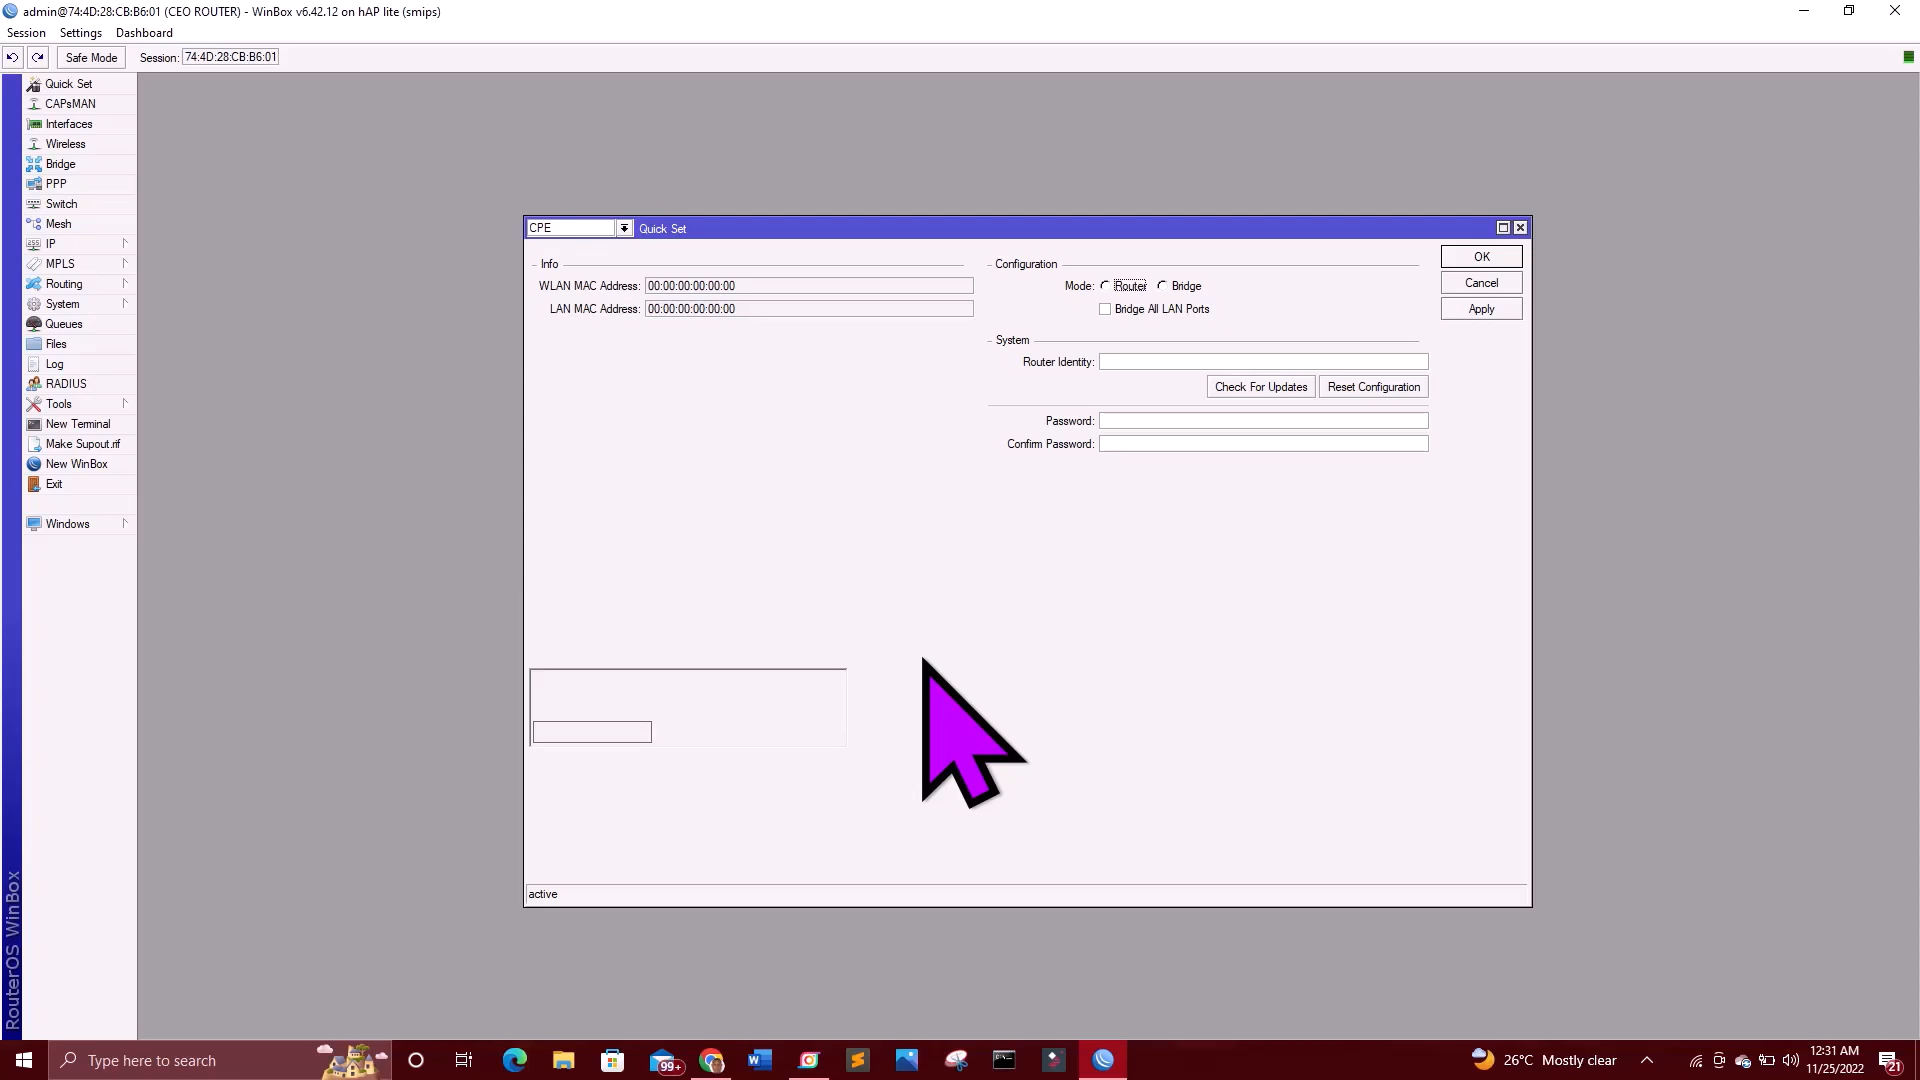 admin@74:4D:28:CB:B6:01 (CEO ROUTER) - WinBox v6.42.12 on hAP lite (smips)
Session Settings Dashboard
Safe Mode Session: 74:4D:28:CB:B6:01
Quick Set
CAPsMAN
Interfaces
Wireless
Bridge
PPP
Switch
Mesh
IP
MPLS
Routing
System
Queues
Files
Log
RADIUS
Tools
New Terminal
Make Supout.rif
New WinBox
Exit
Windows
RouterOS WinBox
CPE Quick Set
Info
WLAN MAC Address: 00:00:00:00:00:00
LAN MAC Address: 00:00:00:00:00:00
Configuration
Mode: Router Bridge
Bridge All LAN Ports
System
Router Identity:
Check For Updates Reset Configuration
Password:
Confirm Password:
OK
Cancel
Apply
active
Type here to search
99+
26°C Mostly clear
12:31 AM
11/25/2022
21